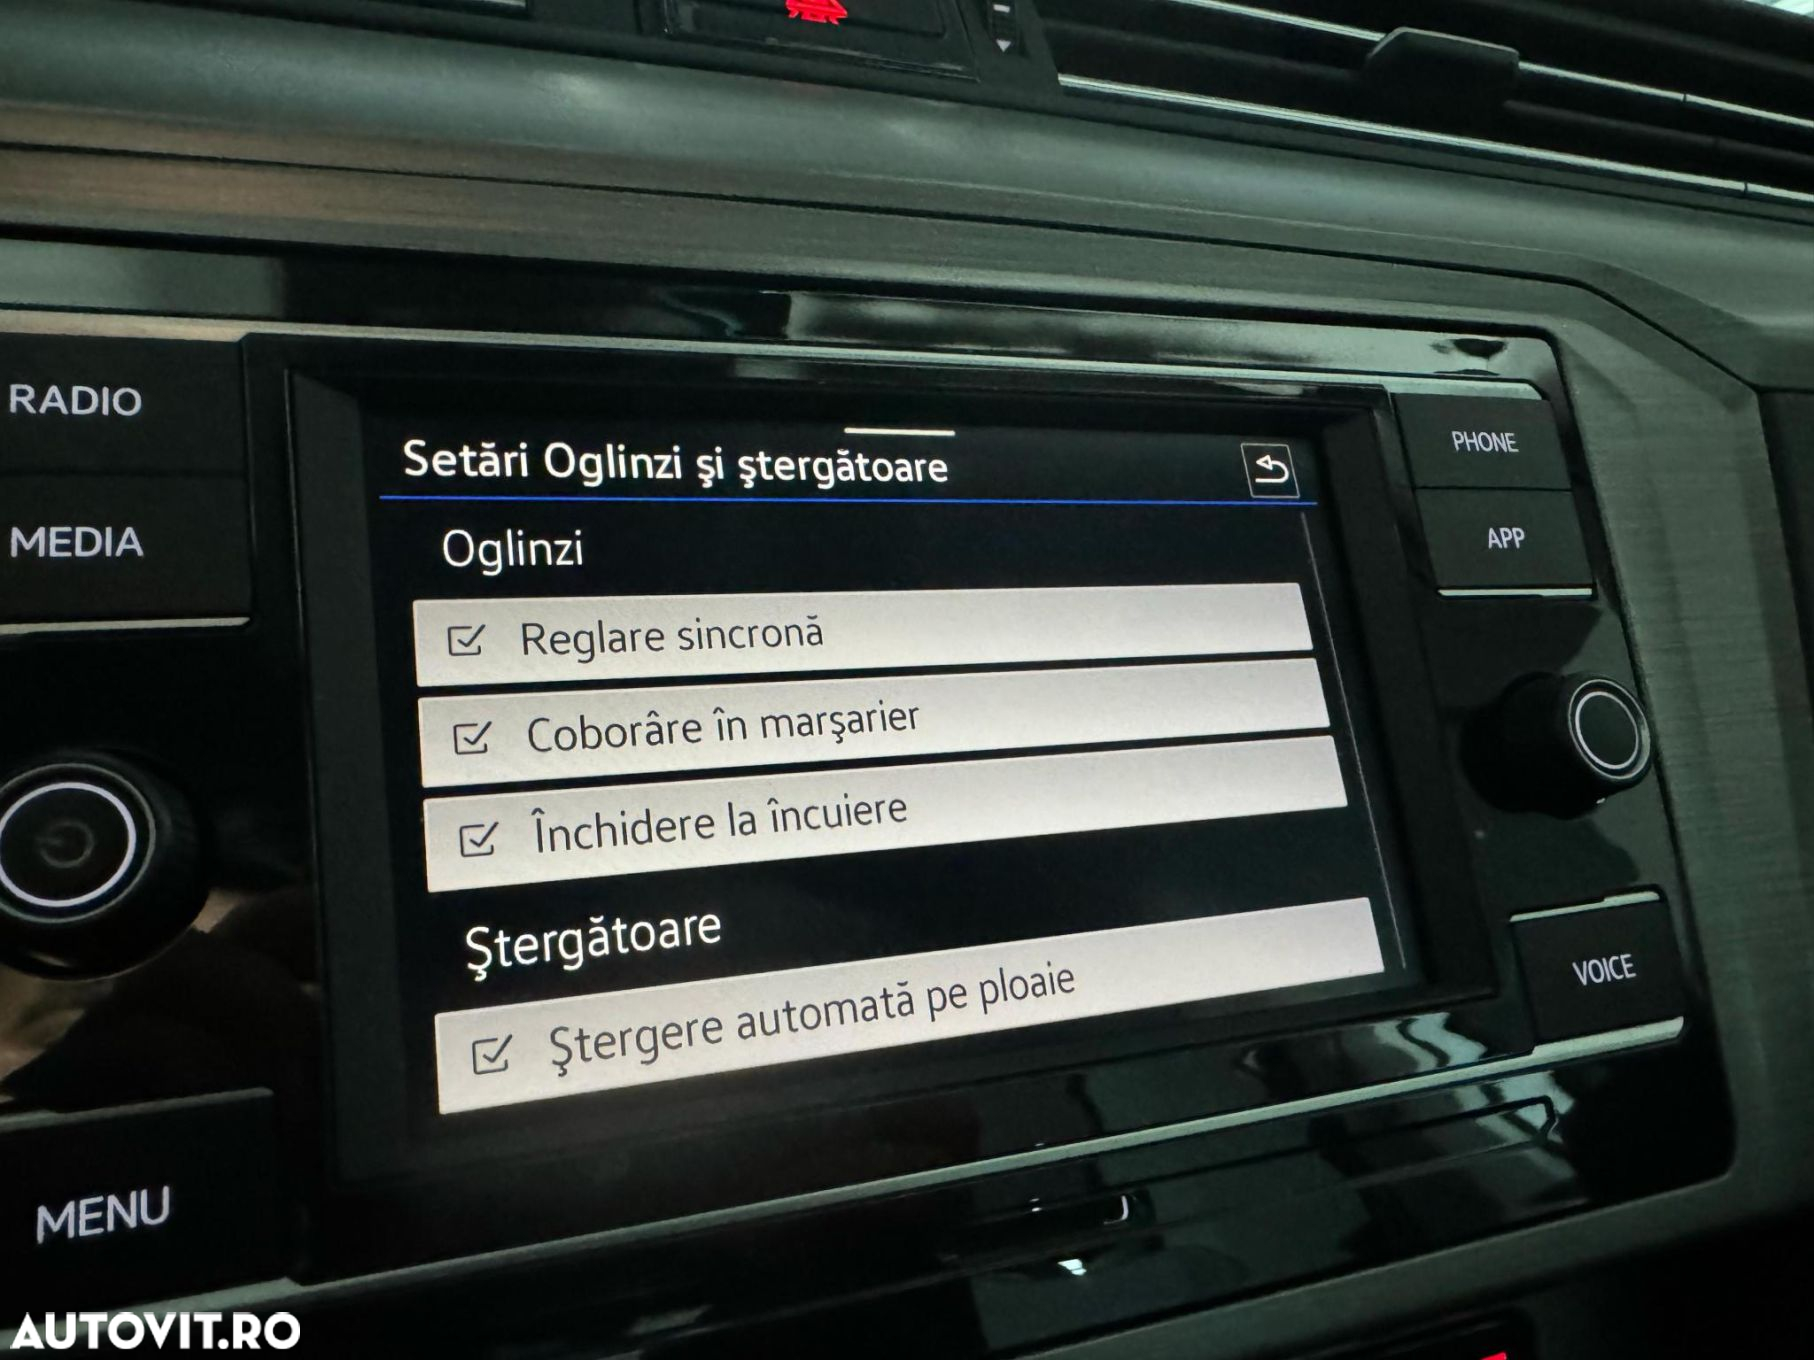 RADIO
MEDIA
MENU
Setări Oglinzi şi ştergătoare
Oglinzi
Reglare sincronă
Coborâre în marşarier
Închidere la încuiere
Ştergătoare
Ştergere automată pe ploaie
PHONE
APP
VOICE
AUTOVIT.RO